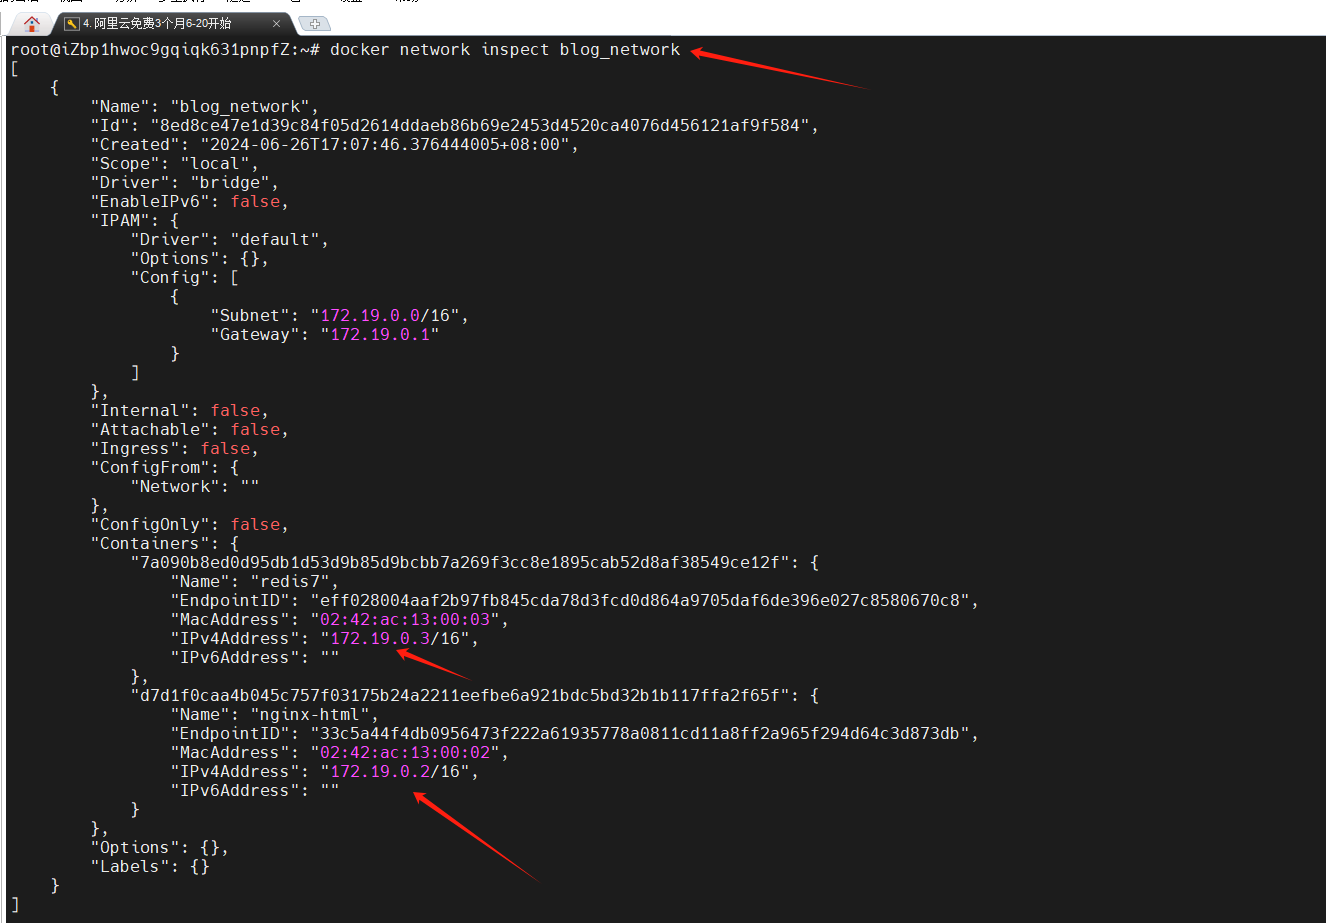 4. 阿里云免费3个月6-20开始
root@iZbp1hwoc9gqiqk631pnpfZ:~# docker network inspect blog_network
[
    {
        "Name": "blog_network",
        "Id": "8ed8ce47e1d39c84f05d2614ddaeb86b69e2453d4520ca4076d456121af9f584",
        "Created": "2024-06-26T17:07:46.376444005+08:00",
        "Scope": "local",
        "Driver": "bridge",
        "EnableIPv6": false,
        "IPAM": {
            "Driver": "default",
            "Options": {},
            "Config": [
                {
                    "Subnet": "172.19.0.0/16",
                    "Gateway": "172.19.0.1"
                }
            ]
        },
        "Internal": false,
        "Attachable": false,
        "Ingress": false,
        "ConfigFrom": {
            "Network": ""
        },
        "ConfigOnly": false,
        "Containers": {
            "7a090b8ed0d95db1d53d9b85d9bcbb7a269f3cc8e1895cab52d8af38549ce12f": {
                "Name": "redis7",
                "EndpointID": "eff028004aaf2b97fb845cda78d3fcd0d864a9705daf6de396e027c8580670c8",
                "MacAddress": "02:42:ac:13:00:03",
                "IPv4Address": "172.19.0.3/16",
                "IPv6Address": ""
            },
            "d7d1f0caa4b045c757f03175b24a2211eefbe6a921bdc5bd32b1b117ffa2f65f": {
                "Name": "nginx-html",
                "EndpointID": "33c5a44f4db0956473f222a61935778a0811cd11a8ff2a965f294d64c3d873db",
                "MacAddress": "02:42:ac:13:00:02",
                "IPv4Address": "172.19.0.2/16",
                "IPv6Address": ""
            }
        },
        "Options": {},
        "Labels": {}
    }
]